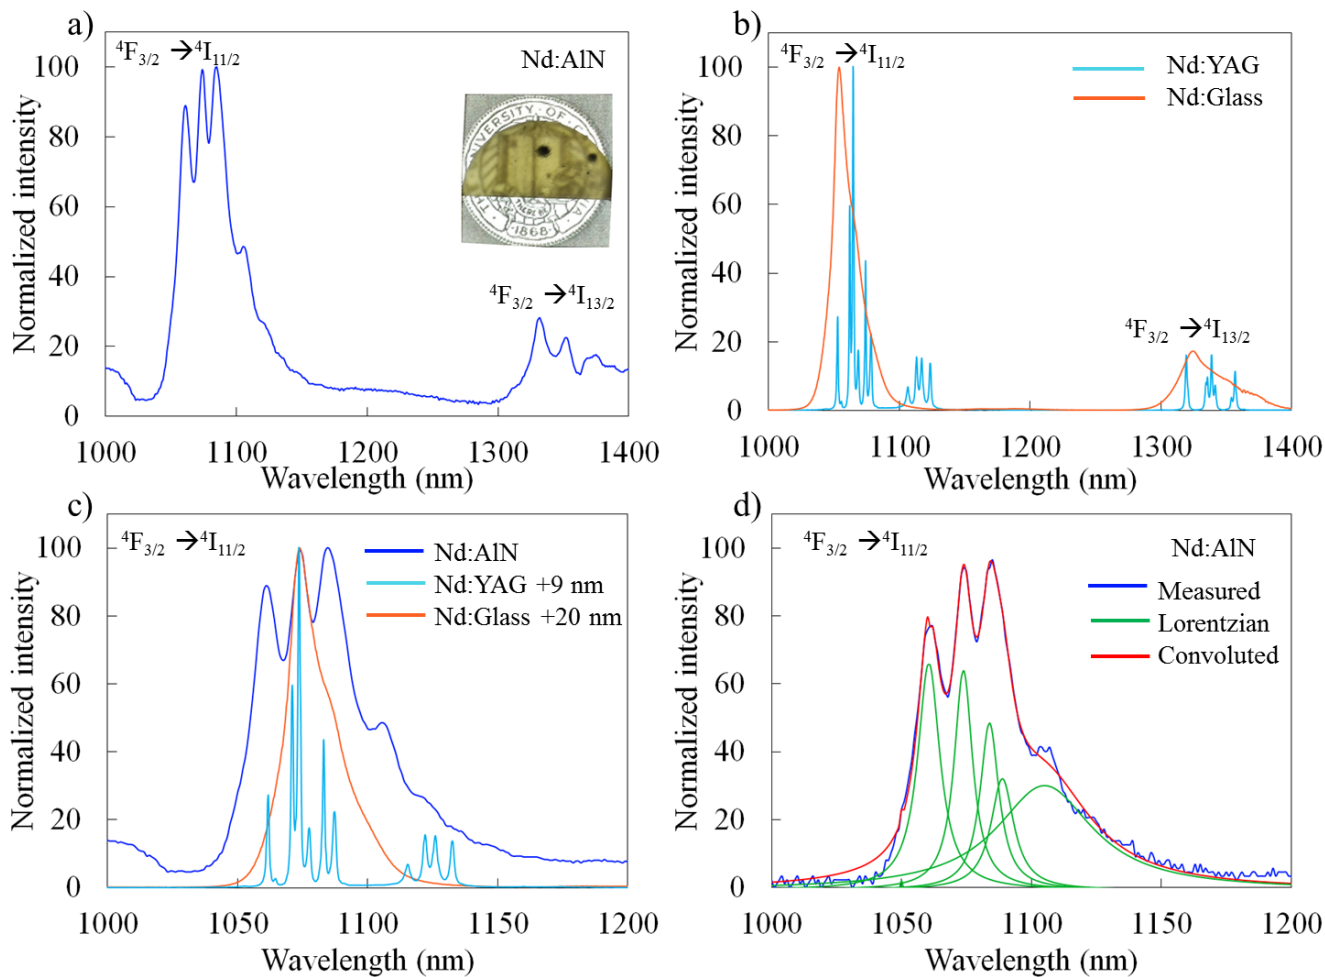 a)
⁴F₃/₂ →⁴I₁₁/₂
Nd:AlN
Normalized intensity
100
80
60
40
20
0
1868
⁴F₃/₂ →⁴I₁₃/₂
1000 1100 1200 1300 1400
Wavelength (nm)
b)
⁴F₃/₂ →⁴I₁₁/₂
Nd:YAG
Nd:Glass
Normalized intensity
100
80
60
40
20
0
⁴F₃/₂ →⁴I₁₃/₂
1000 1100 1200 1300 1400
Wavelength (nm)
c)
⁴F₃/₂ →⁴I₁₁/₂
Nd:AlN
Nd:YAG +9 nm
Nd:Glass +20 nm
Normalized intensity
100
80
60
40
20
0
1000 1050 1100 1150 1200
Wavelength (nm)
d)
⁴F₃/₂ →⁴I₁₁/₂
Nd:AlN
Measured
Lorentzian
Convoluted
Normalized intensity
100
80
60
40
20
0
1000 1050 1100 1150 1200
Wavelength (nm)